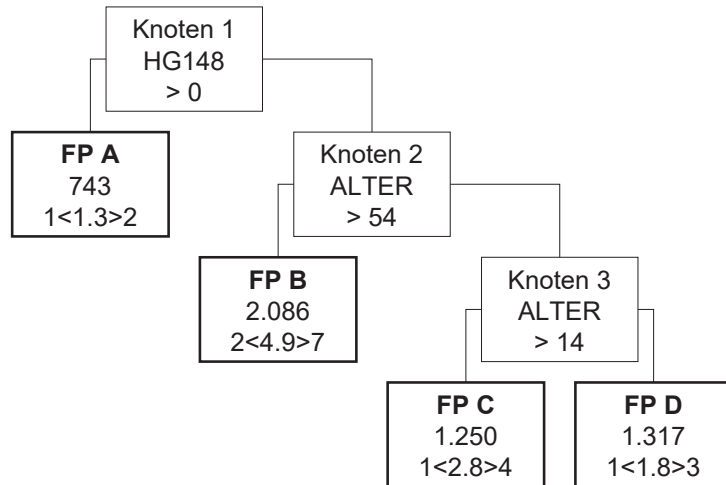 Knoten 1
HG148
> 0
FP A
743
1<1.3>2
Knoten 2
ALTER
> 54
FP B
2.086
2<4.9>7
Knoten 3
ALTER
> 14
FP C
1.250
1<2.8>4
FP D
1.317
1<1.8>3